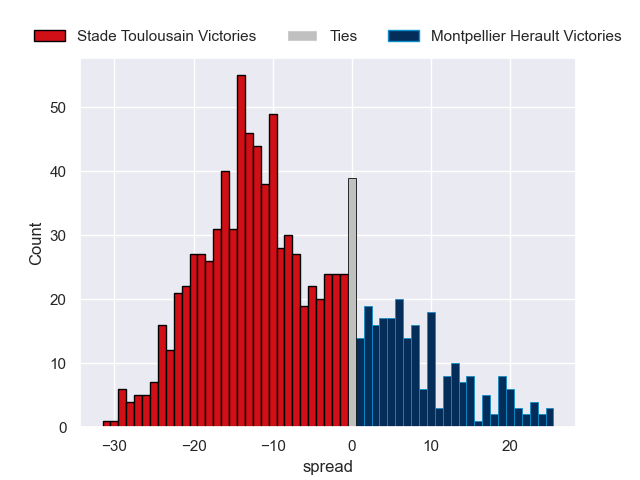 Stade Toulousain Victories Ties Montpellier Herault Victories
50
40
30
20
10
0
Count
−30 −20 −10 0 10 20
spread